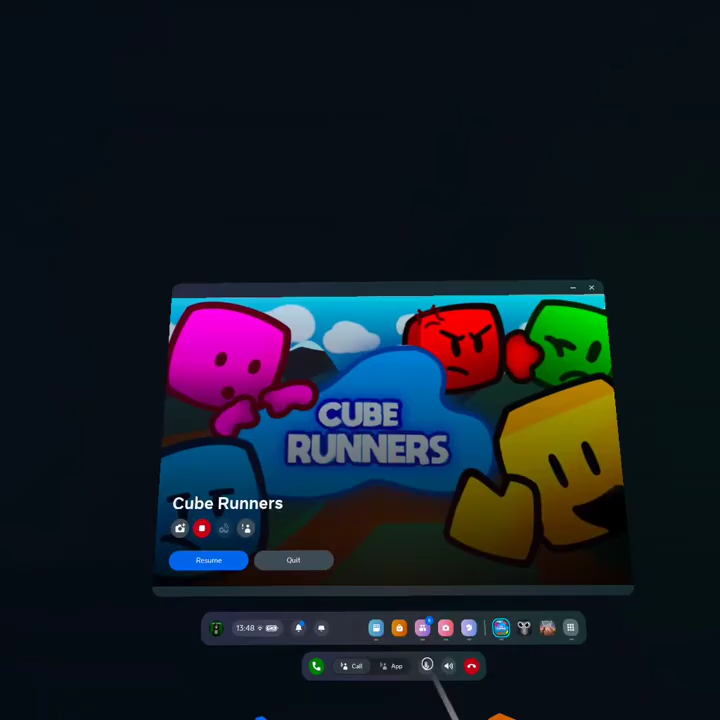 CUBE
RUNNERS
Cube Runners
Resume
Quit
13:48
Call
App